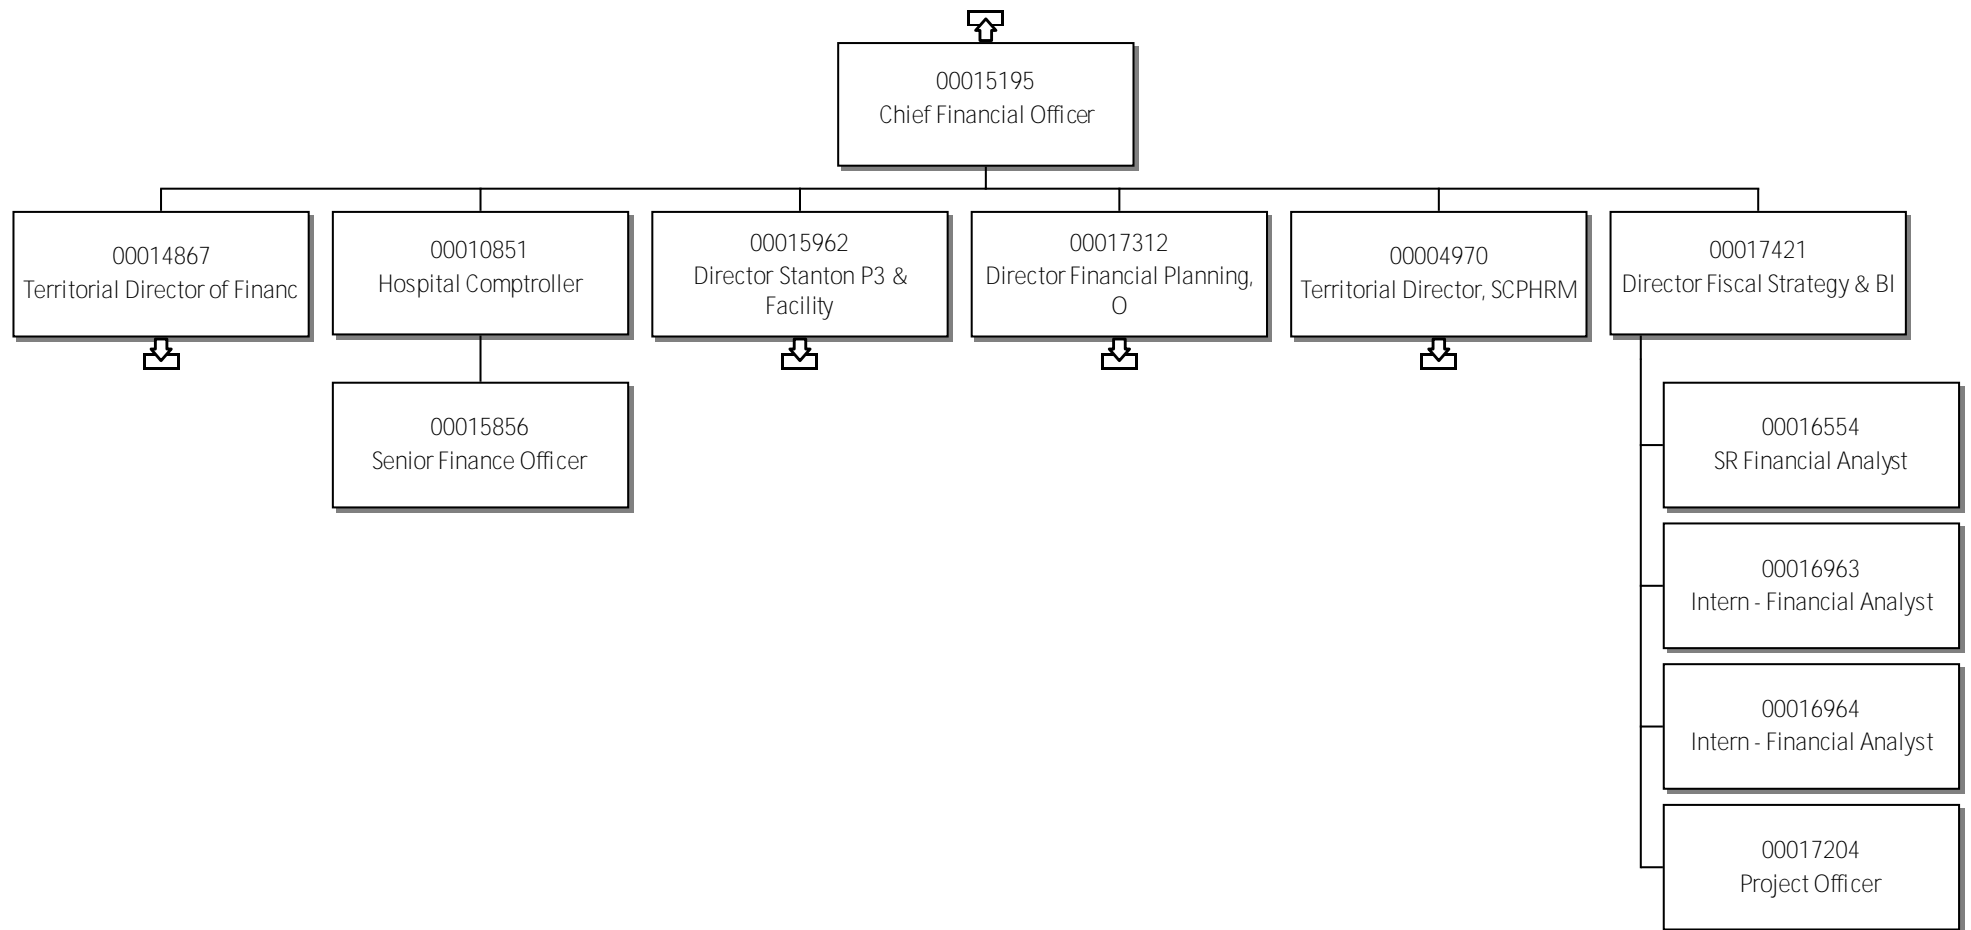 00015195
Chief Financial Officer
00014867
Territorial Director of Financ
00010851
Hospital Comptroller
00015962
Director Stanton P3 &
Facility
00017312
Director Financial Planning,
O
00004970
Territorial Director, SCPHRM
00017421
Director Fiscal Strategy & BI
00015856
Senior Finance Officer
00016554
SR Financial Analyst
00016963
Intern - Financial Analyst
00016964
Intern - Financial Analyst
00017204
Project Officer